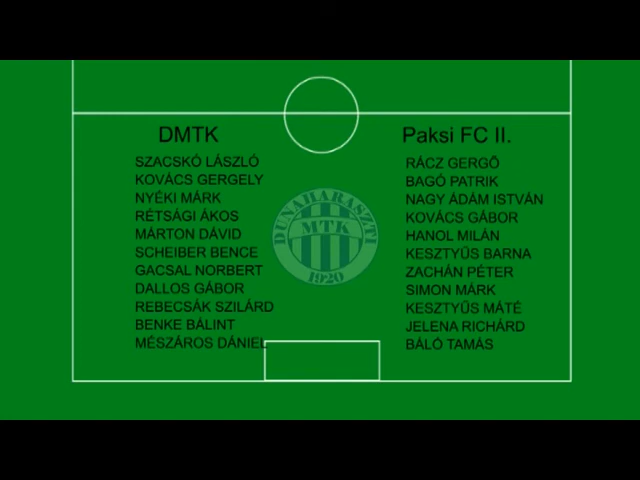 DMTK
SZACSKÓ LÁSZLÓ
KOVÁCS GERGELY
NYÉKI MÁRK
RÉTSÁGI ÁKOS
MÁRTON DÁVID
SCHEIBER BENCE
GACSAL NORBERT
DALLOS GÁBOR
REBECSÁK SZILÁRD
BENKE BÁLINT
MÉSZÁROS DÁNIEL
DUNAHARASZTI
MTK
1920
Paksi FC II.
RÁCZ GERGŐ
BAGÓ PATRIK
NAGY ÁDÁM ISTVÁN
KOVÁCS GÁBOR
HANOL MILÁN
KESZTYŰS BARNA
ZACHÁN PÉTER
SIMON MÁRK
KESZTYŰS MÁTÉ
JELENA RICHÁRD
BÁLÓ TAMÁS